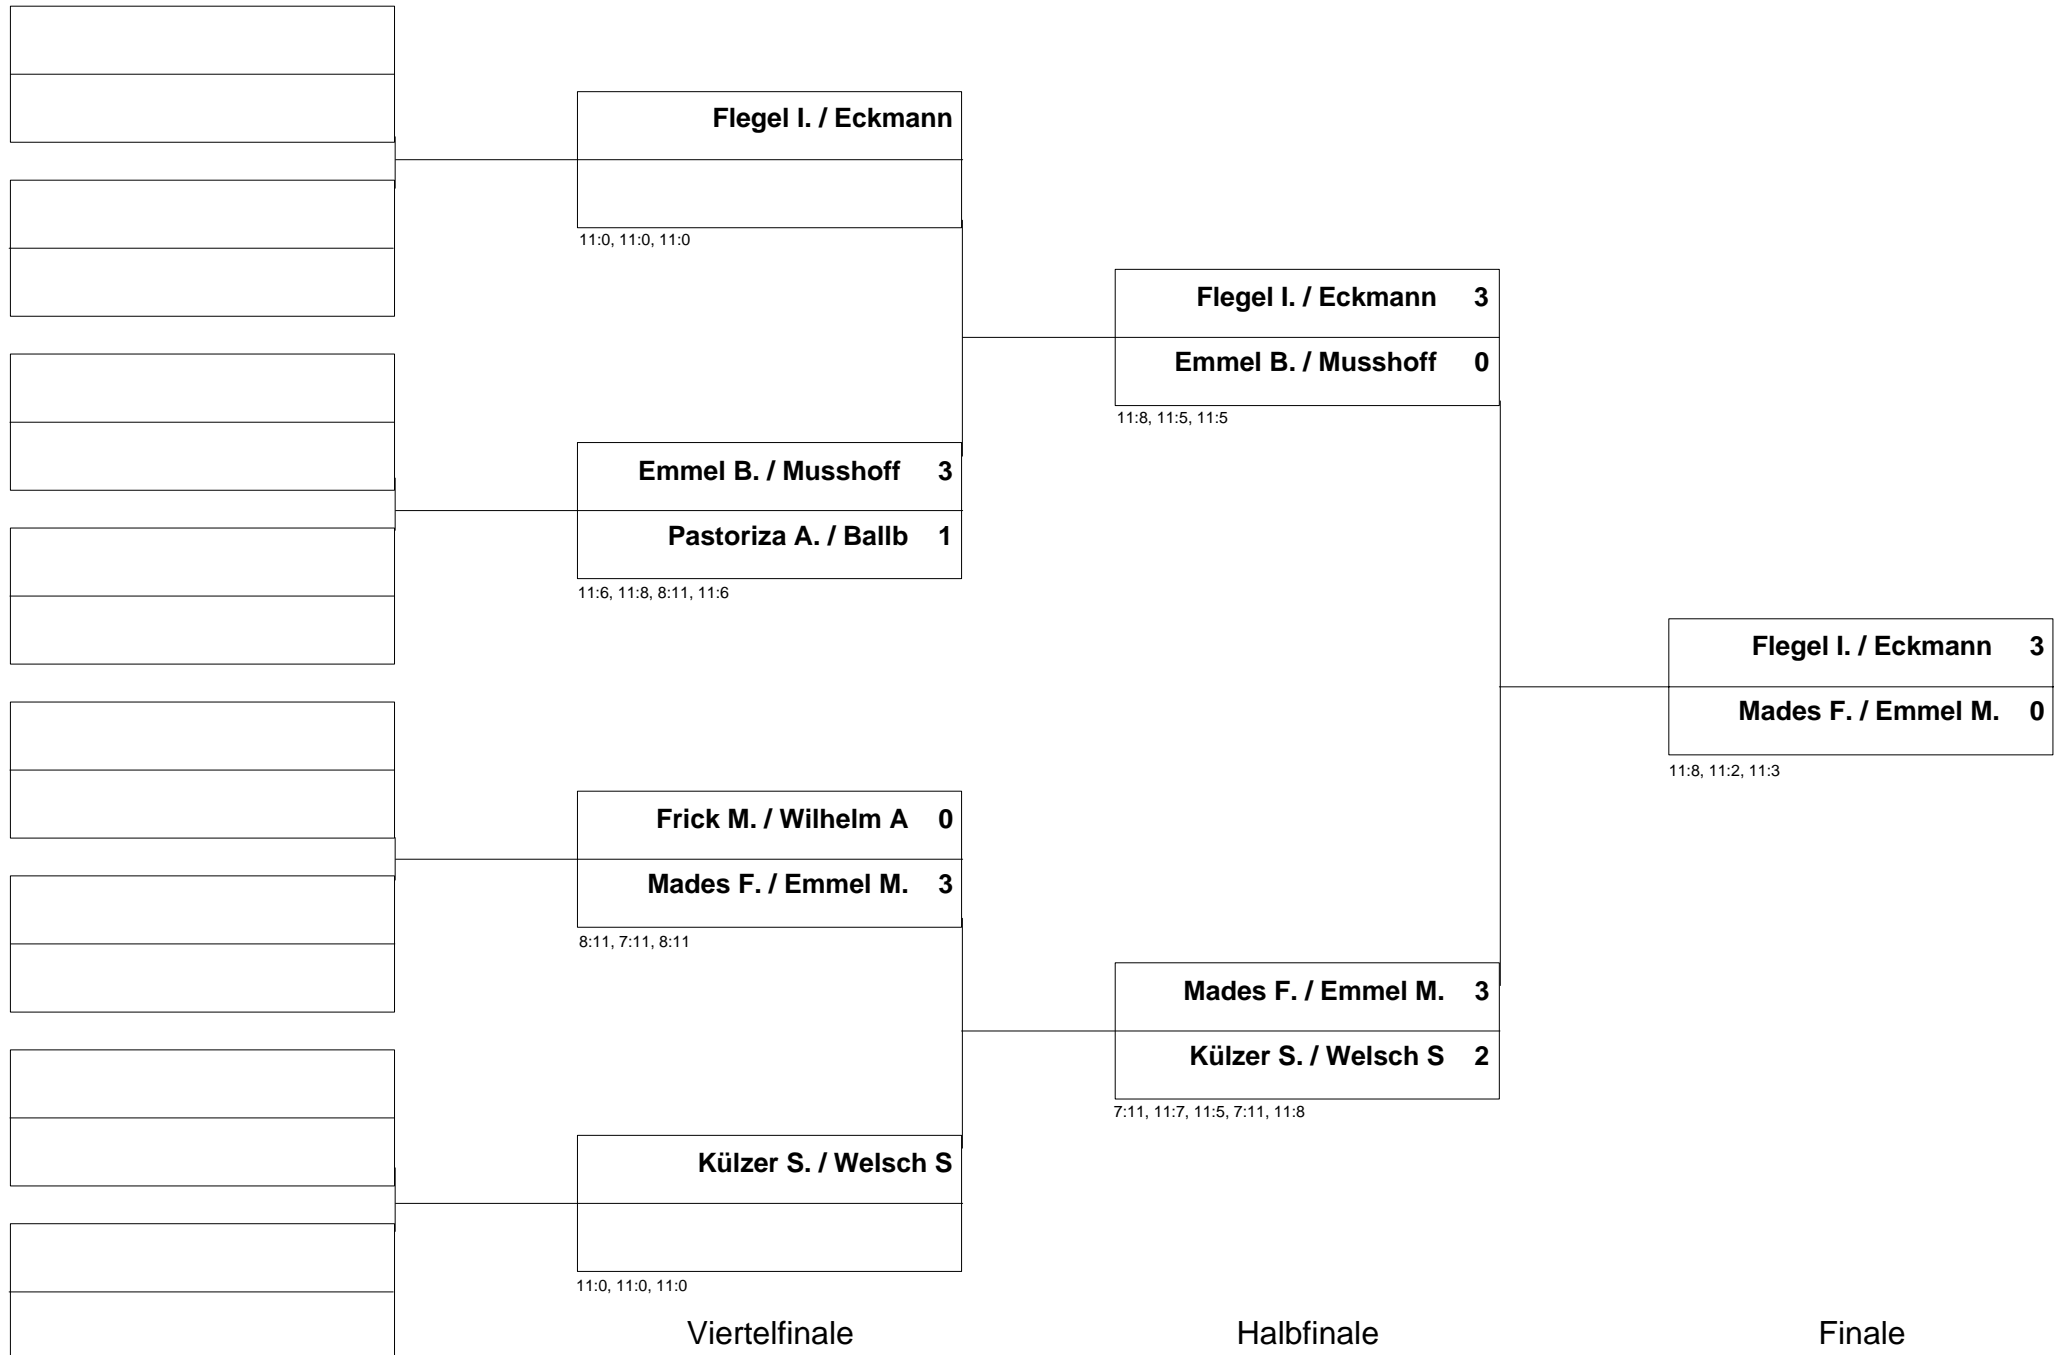 Flegel I. / Eckmann
11:0, 11:0, 11:0
Emmel B. / Musshoff 3
Pastoriza A. / Ballb 1
11:6, 11:8, 8:11, 11:6
Frick M. / Wilhelm A 0
Mades F. / Emmel M. 3
8:11, 7:11, 8:11
Külzer S. / Welsch S
11:0, 11:0, 11:0
Viertelfinale
Flegel I. / Eckmann 3
Emmel B. / Musshoff 0
11:8, 11:5, 11:5
Mades F. / Emmel M. 3
Külzer S. / Welsch S 2
7:11, 11:7, 11:5, 7:11, 11:8
Halbfinale
Flegel I. / Eckmann 3
Mades F. / Emmel M. 0
11:8, 11:2, 11:3
Finale